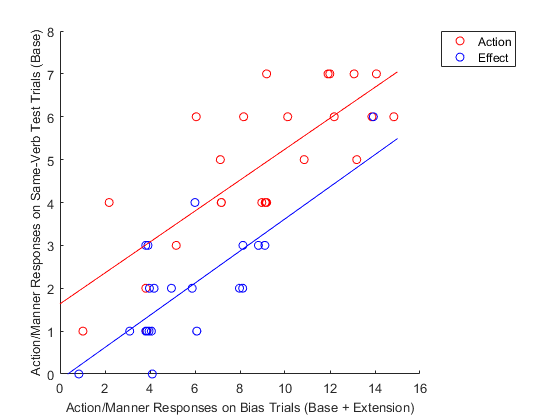 Action
Effect
8
7
6
5
4
3
2
1
0
Action/Manner Responses on Same-Verb Test Trials (Base)
0 2 4 6 8 10 12 14 16
Action/Manner Responses on Bias Trials (Base + Extension)